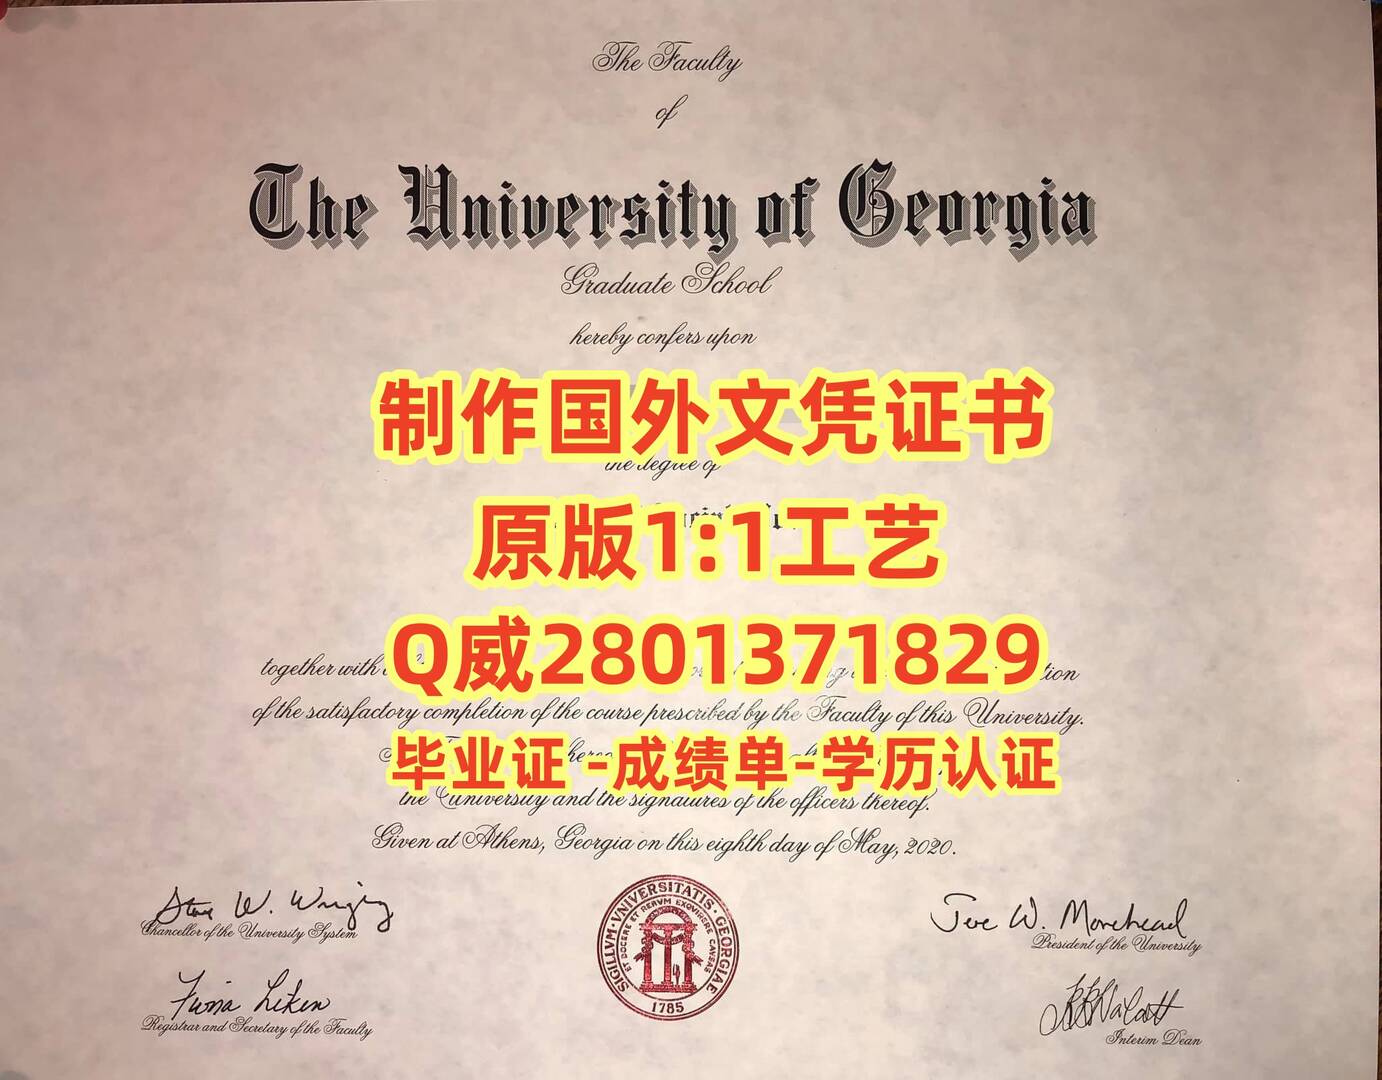 The Faculty
of
The University of Georgia
Graduate School
hereby confers upon
制作国外文凭证书
the degree of
原版1:1工艺
Q威2801371829
together with
tion
of the satisfactory completion of the course prescribed by the Faculty of this University.
毕业证 -成绩单-学历认证
the University and the signatures of the officers thereof.
Given at Athens, Georgia on this eighth day of May, 2020.
Chancellor of the University System
Jere W. Morehead
President of the University
Registrar and Secretary of the Faculty
Interim Dean
SIGILLVM·VNIVERSITATIS·GEORGIAE
ET DOCERE ET RERVM EXQVIRERE CAVSAS
1785